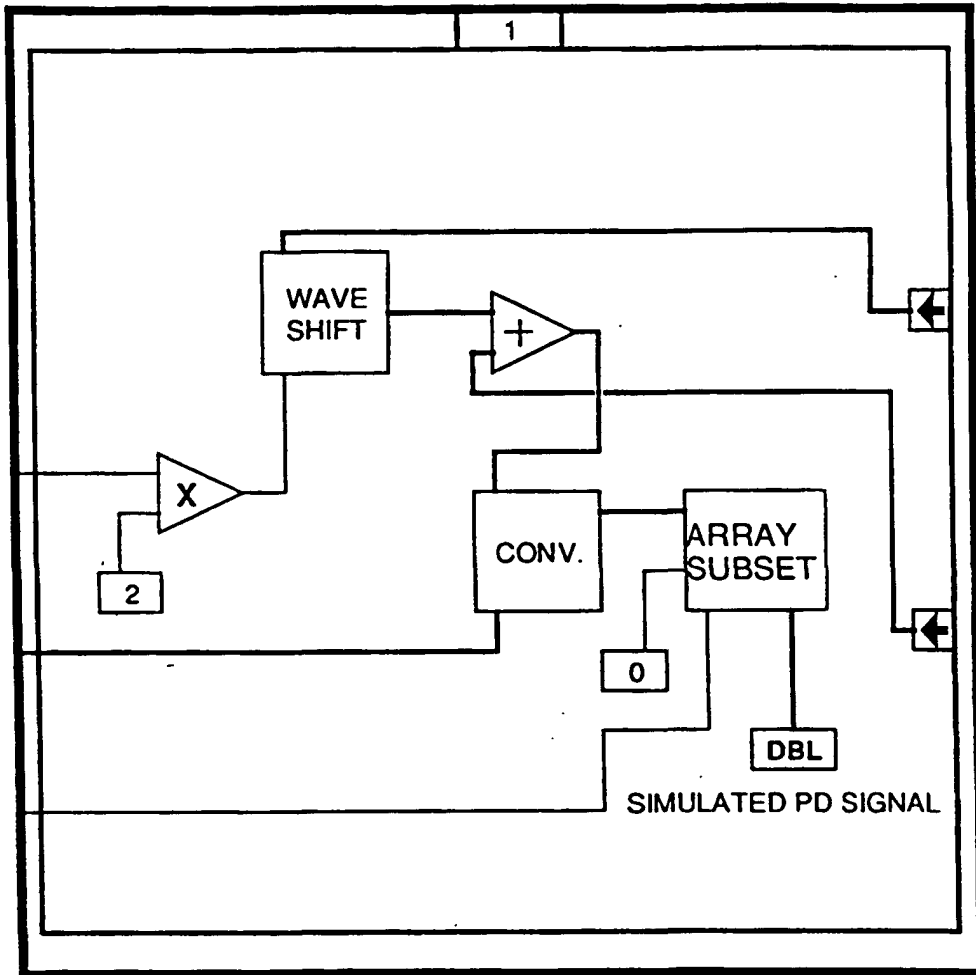 1
WAVE
SHIFT
+
X
2
CONV.
ARRAY
SUBSET
0
DBL
SIMULATED PD SIGNAL